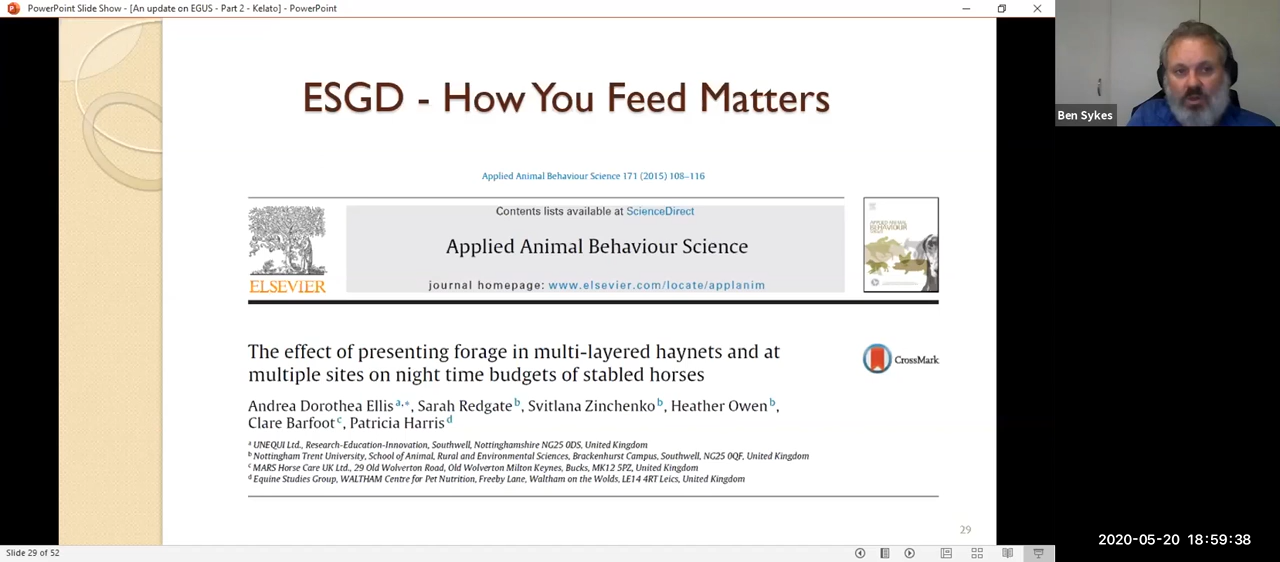 PowerPoint Slide Show - [An update on EGUS - Part 2 - Kelato] - PowerPoint
Ben Sykes
ESGD - How You Feed Matters
Applied Animal Behaviour Science 171 (2015) 108–116
Contents lists available at ScienceDirect
Applied Animal Behaviour Science
journal homepage: www.elsevier.com/locate/applanim
ELSEVIER
APPLIED ANIMAL
BEHAVIOUR
SCIENCE
The effect of presenting forage in multi-layered haynets and at
multiple sites on night time budgets of stabled horses
CrossMark
Andrea Dorothea Ellis a,*, Sarah Redgate b, Svitlana Zinchenko b, Heather Owen b,
Clare Barfoot c, Patricia Harris d
a UNEQUI Ltd., Research-Education-Innovation, Southwell, Nottinghamshire NG25 0DS, United Kingdom
b Nottingham Trent University, School of Animal, Rural and Environmental Sciences, Brackenhurst Campus, Southwell, NG25 0QF, United Kingdom
c MARS Horse Care UK Ltd., 29 Old Wolverton Road, Old Wolverton Milton Keynes, Bucks, MK12 5PZ, United Kingdom
d Equine Studies Group, WALTHAM Centre for Pet Nutrition, Freeby Lane, Waltham on the Wolds, LE14 4RT Leics, United Kingdom
29
2020-05-20 18:59:38
Slide 29 of 52